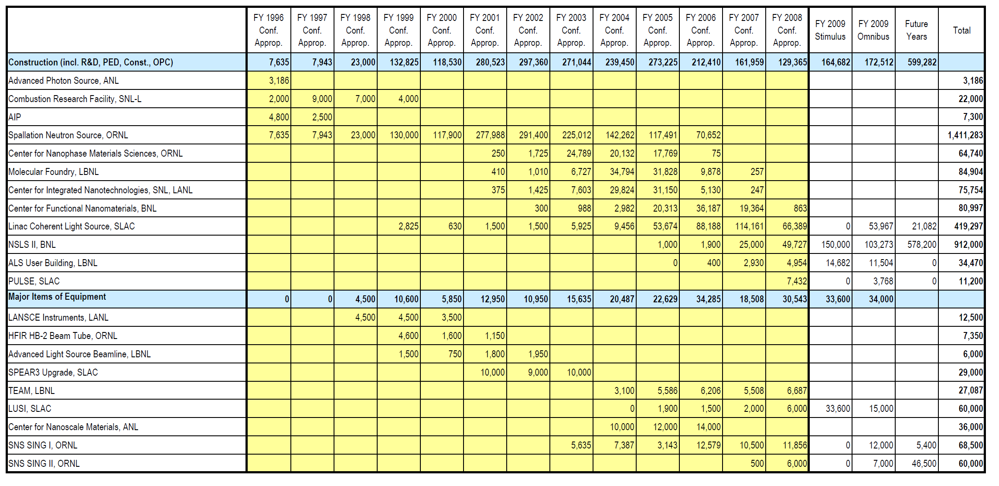 FY 1996 Conf. Approp. FY 1997 Conf. Approp. FY 1998 Conf. Approp. FY 1999 Conf. Approp. FY 2000 Conf. Approp. FY 2001 Conf. Approp. FY 2002 Conf. Approp. FY 2003 Conf. Approp. FY 2004 Conf. Approp. FY 2005 Conf. Approp. FY 2006 Conf. Approp. FY 2007 Conf. Approp. FY 2008 Conf. Approp. FY 2009 Stimulus FY 2009 Omnibus Future Years Total
Construction (incl. R&D, PED, Const., OPC) 7,635 7,943 23,000 132,825 118,530 280,523 297,360 271,044 239,450 273,225 212,410 161,959 129,365 164,682 172,512 599,282
Advanced Photon Source, ANL 3,186 3,186
Combustion Research Facility, SNL-L 2,000 9,000 7,000 4,000 22,000
AIP 4,800 2,500 7,300
Spallation Neutron Source, ORNL 7,635 7,943 23,000 130,000 117,900 277,988 291,400 225,012 142,262 117,491 70,652 1,411,283
Center for Nanophase Materials Sciences, ORNL 250 1,725 24,789 20,132 17,769 75 64,740
Molecular Foundry, LBNL 410 1,010 6,727 34,794 31,828 9,878 257 84,904
Center for Integrated Nanotechnologies, SNL, LANL 375 1,425 7,603 29,824 31,150 5,130 247 75,754
Center for Functional Nanomaterials, BNL 300 988 2,982 20,313 36,187 19,364 863 80,997
Linac Coherent Light Source, SLAC 2,825 630 1,500 1,500 5,925 9,456 53,674 88,188 114,161 66,389 0 53,967 21,082 419,297
NSLS II, BNL 1,000 1,900 25,000 49,727 150,000 103,273 578,200 912,000
ALS User Building, LBNL 0 400 2,930 4,954 14,682 11,504 0 34,470
PULSE, SLAC 7,432 0 3,768 0 11,200
Major Items of Equipment 0 0 4,500 10,600 5,850 12,950 10,950 15,635 20,487 22,629 34,285 18,508 30,543 33,600 34,000
LANSCE Instruments, LANL 4,500 4,500 3,500 12,500
HFIR HB-2 Beam Tube, ORNL 4,600 1,600 1,150 7,350
Advanced Light Source Beamline, LBNL 1,500 750 1,800 1,950 6,000
SPEAR3 Upgrade, SLAC 10,000 9,000 10,000 29,000
TEAM, LBNL 3,100 5,586 6,206 5,508 6,687 27,087
LUSI, SLAC 0 1,900 1,500 2,000 6,000 33,600 15,000 60,000
Center for Nanoscale Materials, ANL 10,000 12,000 14,000 36,000
SNS SING I, ORNL 5,635 7,387 3,143 12,579 10,500 11,856 0 12,000 5,400 68,500
SNS SING II, ORNL 500 6,000 0 7,000 46,500 60,000